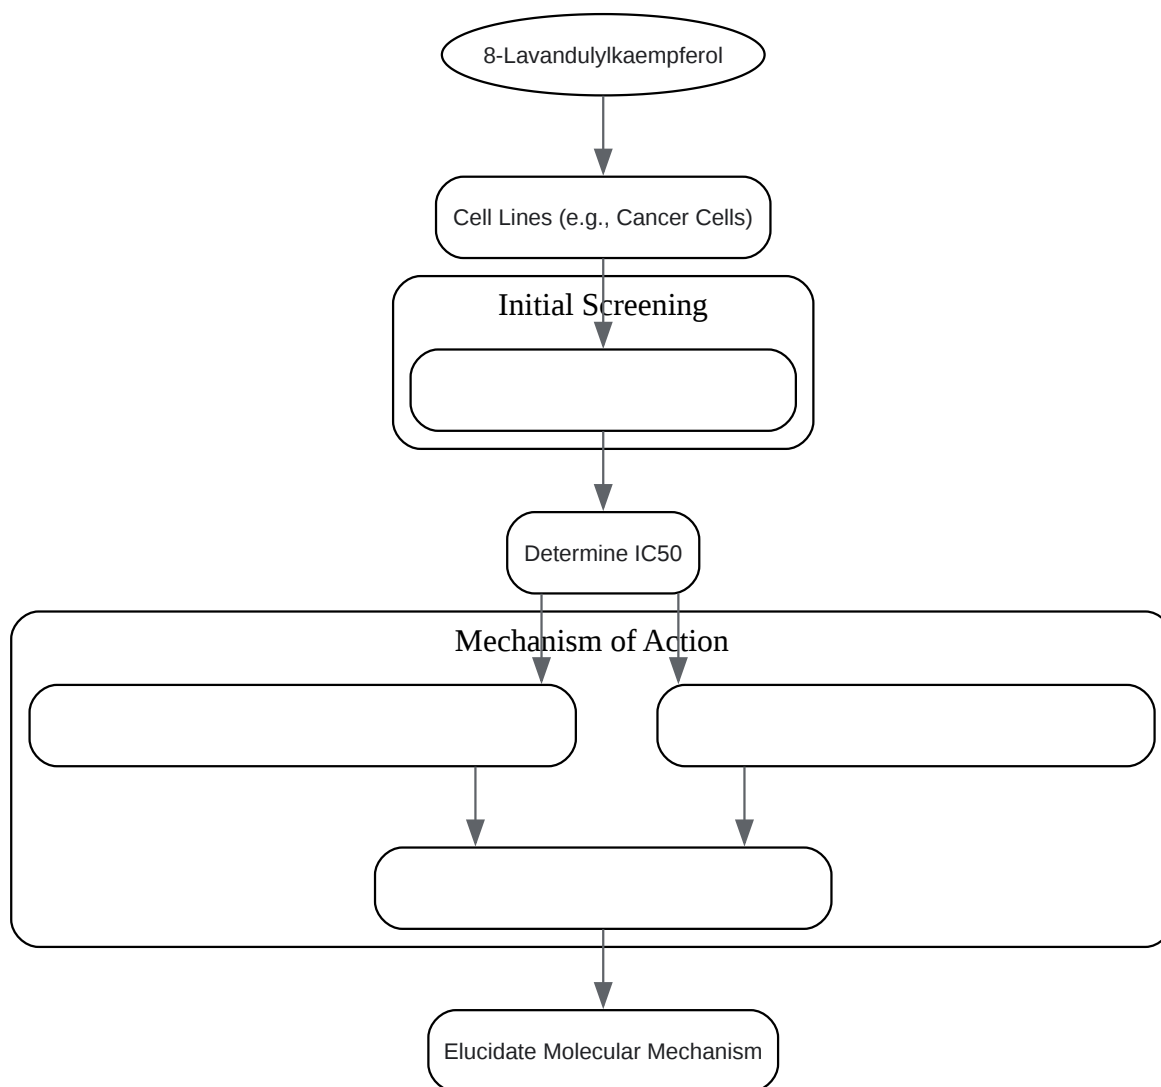 8-Lavandulylkaempferol
Cell Lines (e.g., Cancer Cells)
Initial Screening
Determine IC50
Mechanism of Action
Elucidate Molecular Mechanism